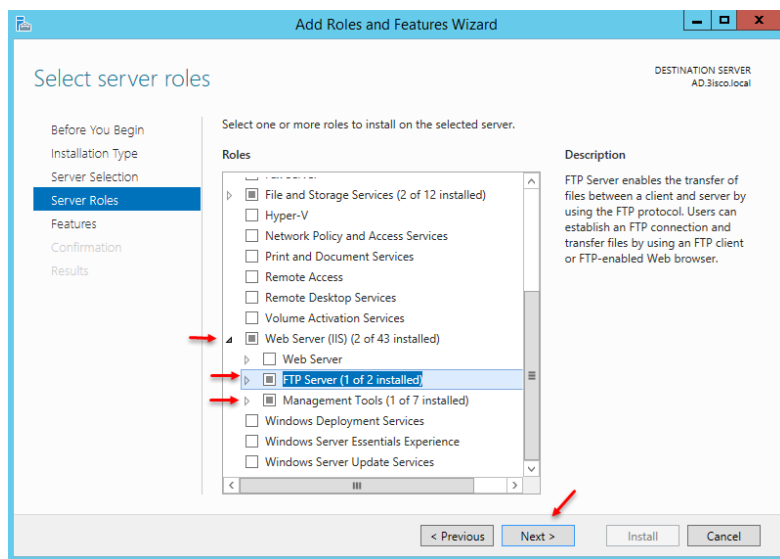 Add Roles and Features Wizard
Select server roles
DESTINATION SERVER
AD.3isco.local
Before You Begin
Installation Type
Server Selection
Server Roles
Features
Confirmation
Results
Select one or more roles to install on the selected server.
Roles
File and Storage Services (2 of 12 installed)
Hyper-V
Network Policy and Access Services
Print and Document Services
Remote Access
Remote Desktop Services
Volume Activation Services
Web Server (IIS) (2 of 43 installed)
Web Server
FTP Server (1 of 2 installed)
Management Tools (1 of 7 installed)
Windows Deployment Services
Windows Server Essentials Experience
Windows Server Update Services
Description
FTP Server enables the transfer of
files between a client and server by
using the FTP protocol. Users can
establish an FTP connection and
transfer files by using an FTP client
or FTP-enabled Web browser.
< Previous
Next >
Install
Cancel